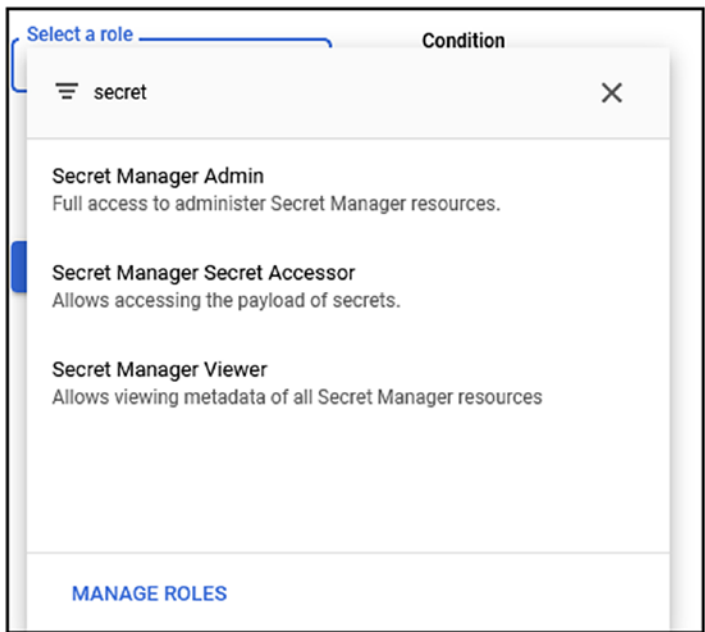 Select a role
Condition
secret
Secret Manager Admin
Full access to administer Secret Manager resources.
Secret Manager Secret Accessor
Allows accessing the payload of secrets.
Secret Manager Viewer
Allows viewing metadata of all Secret Manager resources
MANAGE ROLES